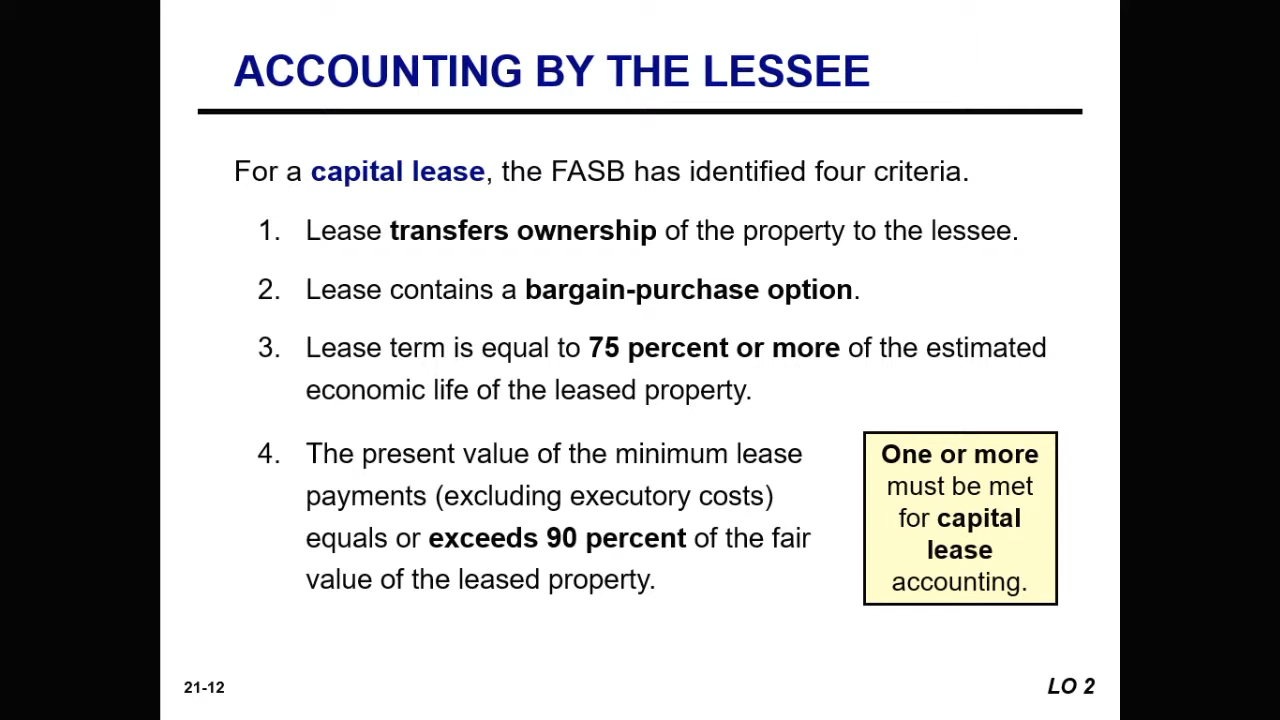 ACCOUNTING BY THE LESSEE
For a capital lease, the FASB has identified four criteria.
1. Lease transfers ownership of the property to the lessee.
2. Lease contains a bargain-purchase option.
3. Lease term is equal to 75 percent or more of the estimated
economic life of the leased property.
4. The present value of the minimum lease
payments (excluding executory costs)
equals or exceeds 90 percent of the fair
value of the leased property.
One or more
must be met
for capital
lease
accounting.
21-12
LO 2